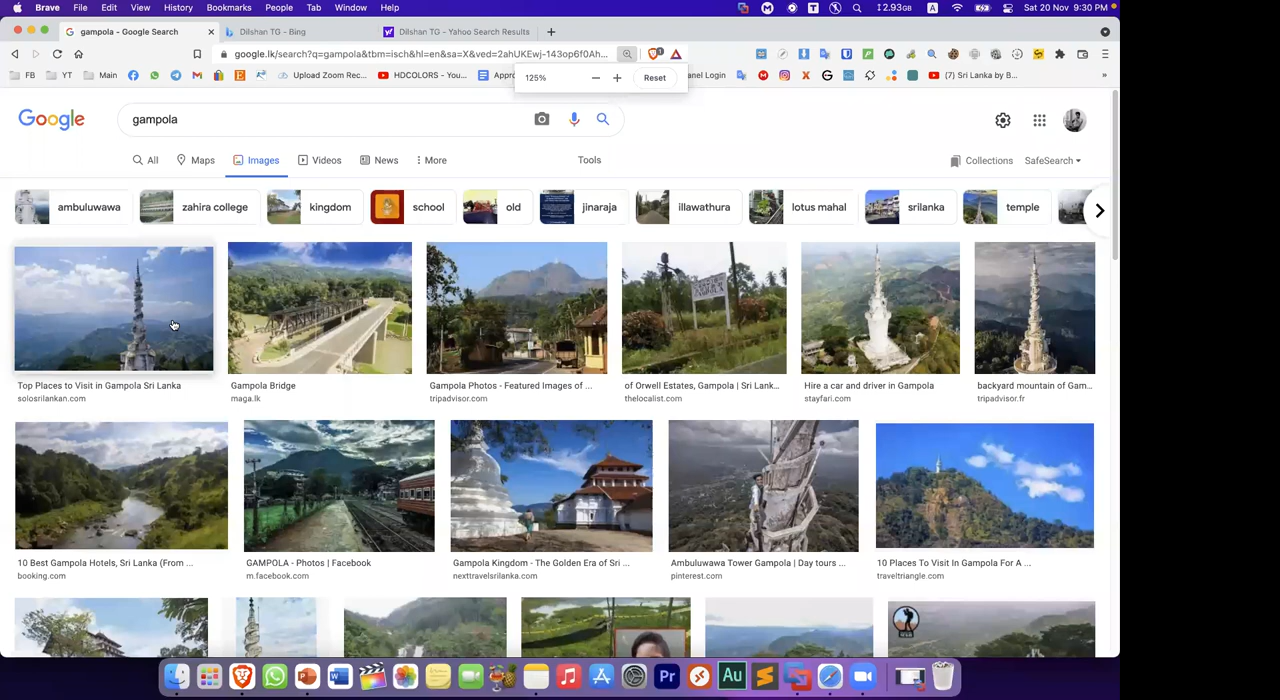 Brave File Edit View History Bookmarks People Tab Window Help 2.93GB A Sat 20 Nov 9:30 PM
gampola - Google Search Dilshan TG - Bing Dilshan TG - Yahoo Search Results
google.lk/search?q=gampola&tbm=isch&hl=en&sa=X&ved=2ahUKEwj-143op6f0Ah...
FB YT Main Upload Zoom Rec... HDCOLORS - You... Appro 125% Reset anel Login (7) Sri Lanka by B... »
Google gampola
All Maps Images Videos News More Tools Collections SafeSearch
ambuluwawa zahira college kingdom school old jinaraja illawathura lotus mahal srilanka temple
Top Places to Visit in Gampola Sri Lanka
solosrilankan.com
Gampola Bridge
maga.lk
Gampola Photos - Featured Images of ...
tripadvisor.com
of Orwell Estates, Gampola | Sri Lank...
thelocalist.com
Hire a car and driver in Gampola
stayfari.com
backyard mountain of Gam...
tripadvisor.fr
10 Best Gampola Hotels, Sri Lanka (From ...
booking.com
GAMPOLA - Photos | Facebook
m.facebook.com
Gampola Kingdom - The Golden Era of Sri ...
nexttravelsrilanka.com
Ambuluwawa Tower Gampola | Day tours ...
pinterest.com
10 Places To Visit In Gampola For A ...
traveltriangle.com
Pr Au